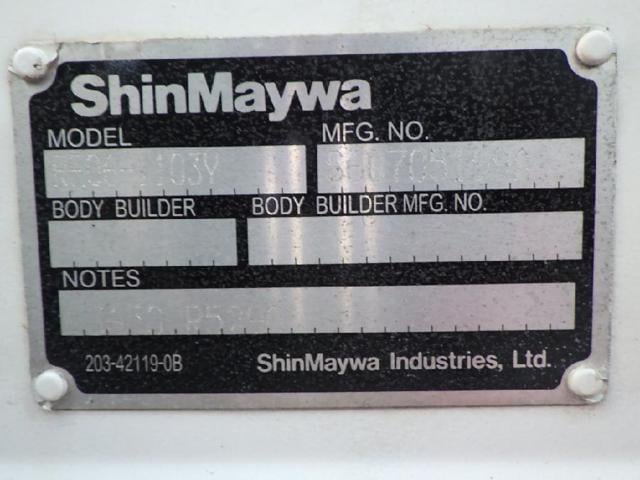 ShinMaywa
MODEL
MFG. NO.
BODY BUILDER
BODY BUILDER MFG. NO.
NOTES
203-42119-0B
ShinMaywa Industries, Ltd.